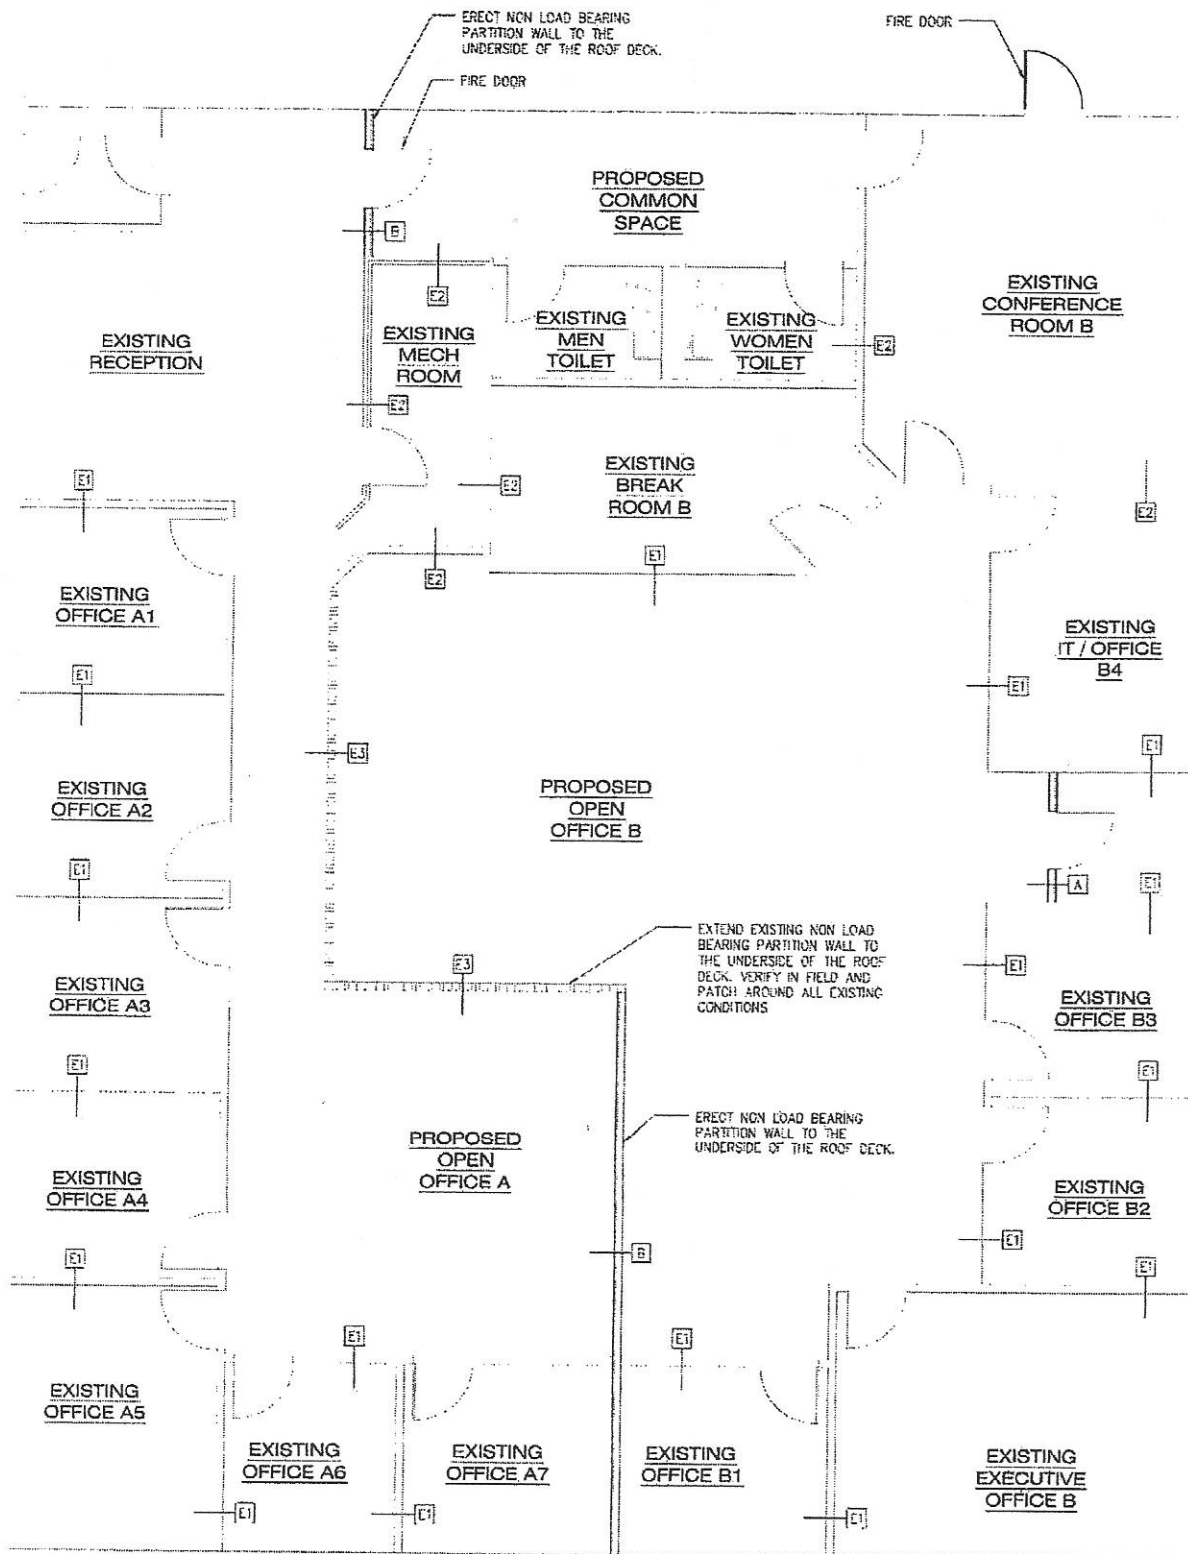 ERECT NON LOAD BEARING
PARTITION WALL TO THE
UNDERSIDE OF THE ROOF DECK.
FIRE DOOR
FIRE DOOR
PROPOSED
COMMON
SPACE
B
E2
EXISTING
RECEPTION
EXISTING
MECH
ROOM
EXISTING
MEN
TOILET
EXISTING
WOMEN
TOILET
E2
EXISTING
CONFERENCE
ROOM B
E2
E1
E2
EXISTING
BREAK
ROOM B
E2
E2
E1
EXISTING
OFFICE A1
EXISTING
IT / OFFICE
B4
E1
E1
E3
E1
EXISTING
OFFICE A2
PROPOSED
OPEN
OFFICE B
E1
A
E1
EXTEND EXISTING NON LOAD
BEARING PARTITION WALL TO
THE UNDERSIDE OF THE ROOF
DECK. VERIFY IN FIELD AND
PATCH AROUND ALL EXISTING
CONDITIONS
E3
E1
EXISTING
OFFICE A3
EXISTING
OFFICE B3
E1
E1
ERECT NON LOAD BEARING
PARTITION WALL TO THE
UNDERSIDE OF THE ROOF DECK.
PROPOSED
OPEN
OFFICE A
EXISTING
OFFICE A4
EXISTING
OFFICE B2
E1
B
E1
E1
E1
E1
EXISTING
OFFICE A5
EXISTING
OFFICE A6
EXISTING
OFFICE A7
EXISTING
OFFICE B1
EXISTING
EXECUTIVE
OFFICE B
E1
E1
E1